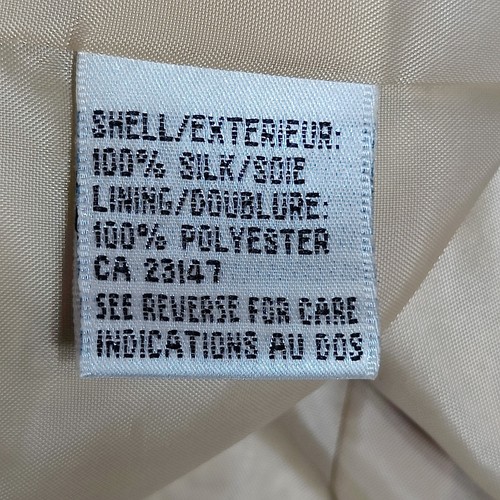 SHELL/EXTERIEUR:
100% SILK/SOIE
LINING/DOUBLURE:
100% POLYESTER
CA 23147
SEE REVERSE FOR CARE
INDICATIONS AU DOS